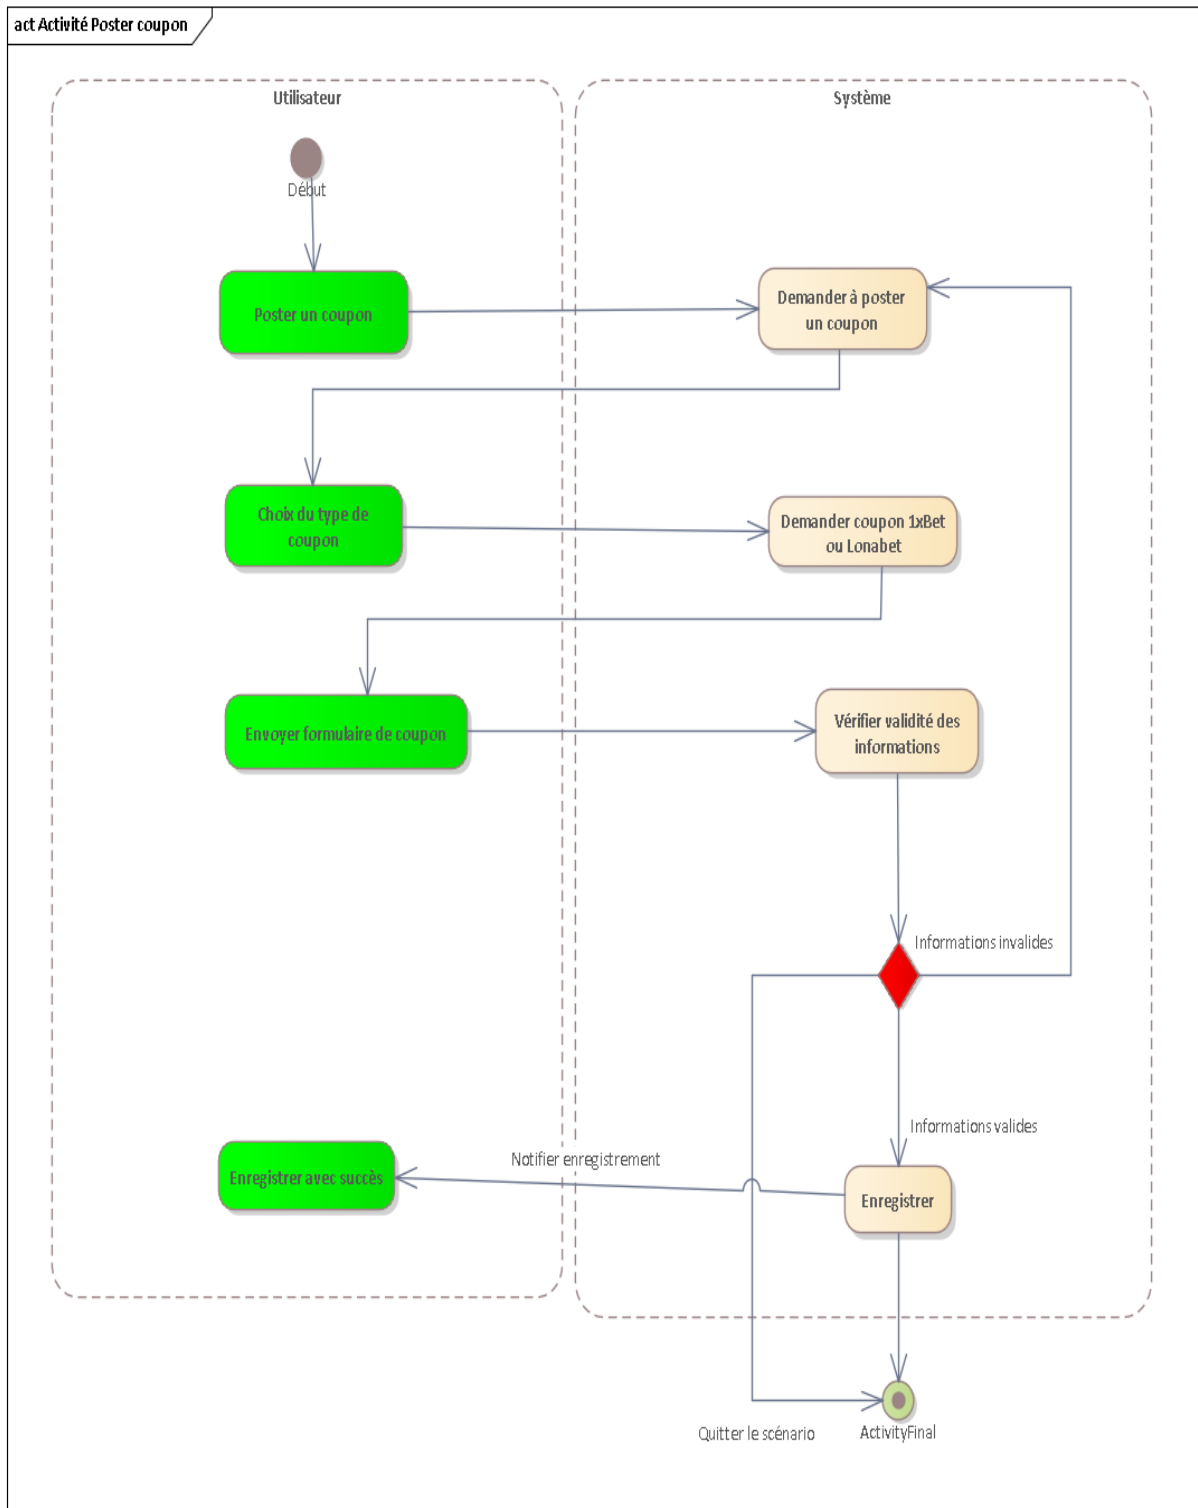 act Activité Poster coupon
Utilisateur
Système
Début
Poster un coupon
Demander à poster
un coupon
Choix du type de
coupon
Demander coupon 1xBet
ou Lonabet
Envoyer formulaire de coupon
Vérifier validité des
informations
Informations invalides
Informations valides
Notifier enregistrement
Enregistrer avec succès
Enregistrer
Quitter le scénario
ActivityFinal